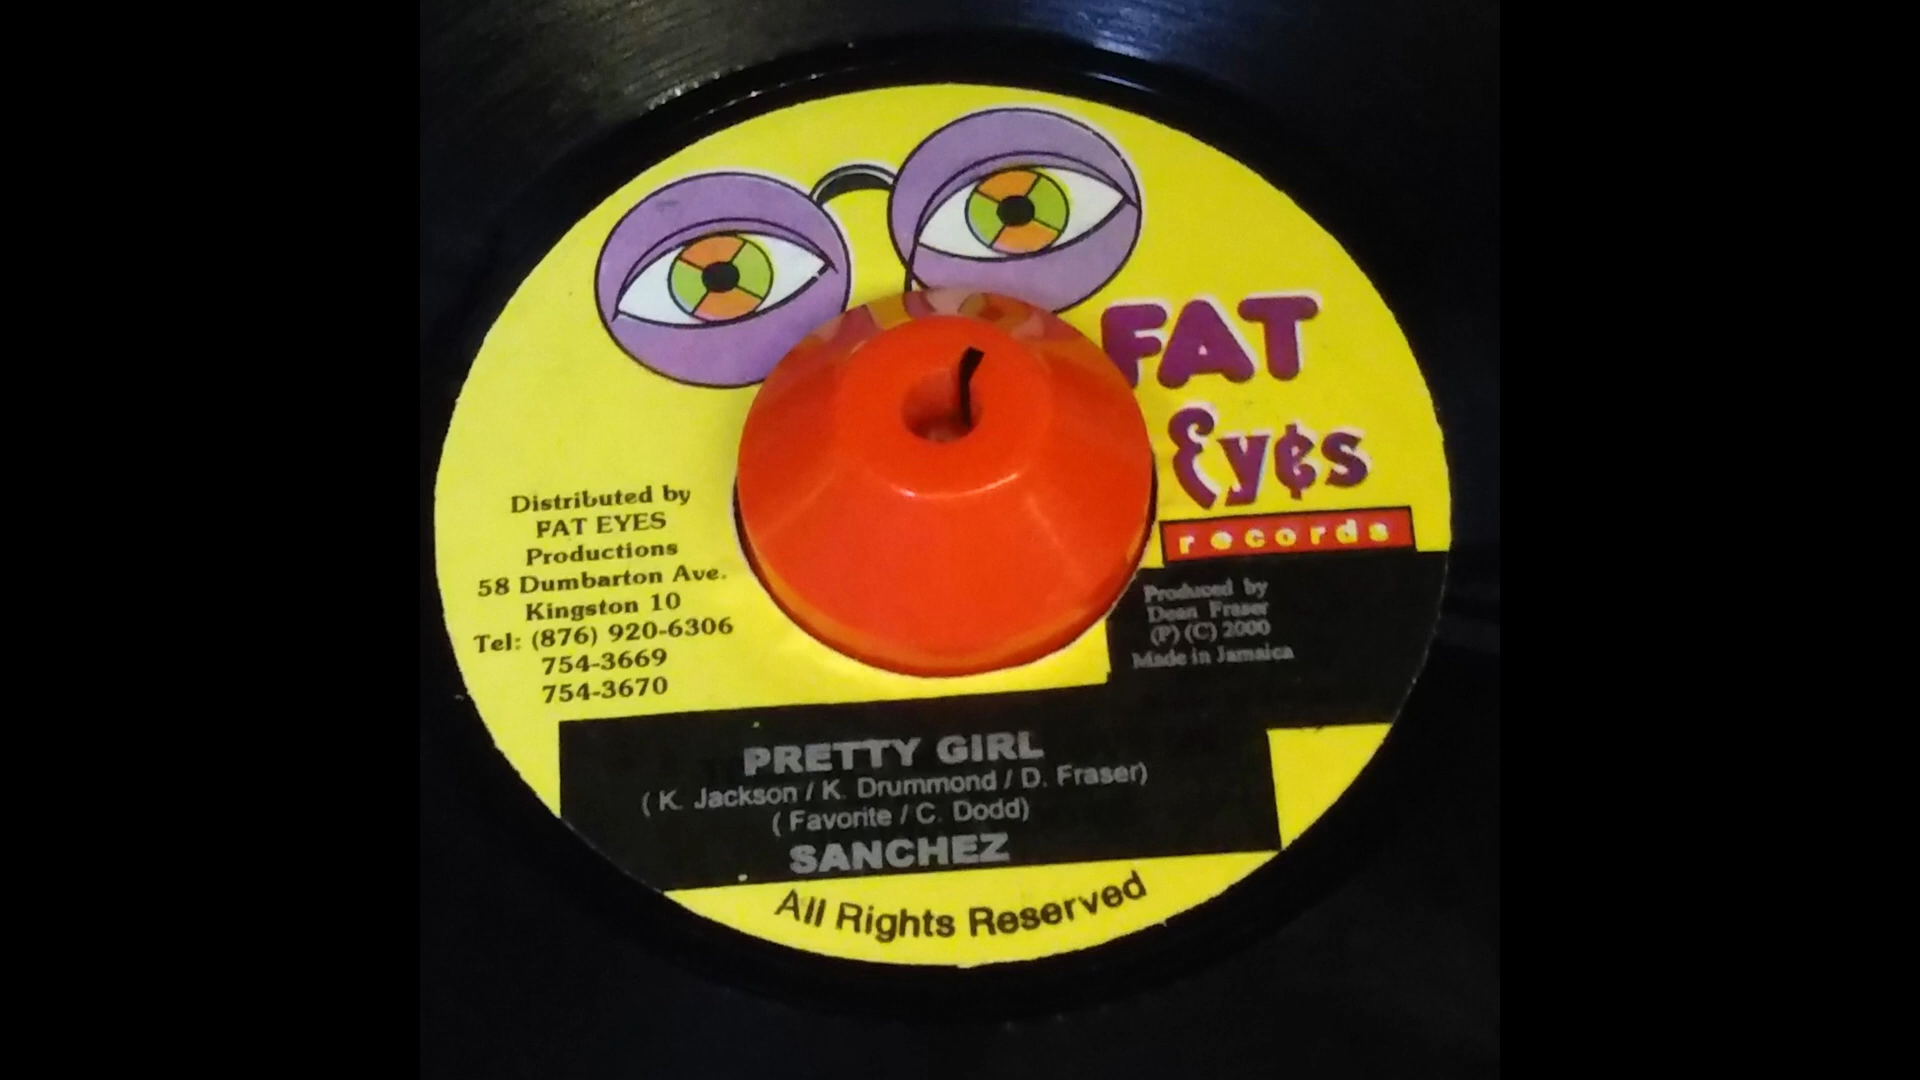 FAT
Ey¢s
records
Distributed by
FAT EYES
Productions
58 Dumbarton Ave.
Kingston 10
Tel: (876) 920-6306
754-3669
754-3670
Produced by
Dean Fraser
(P) (C) 2000
Made in Jamaica
PRETTY GIRL
( K. Jackson / K. Drummond / D. Fraser)
( Favorite / C. Dodd)
SANCHEZ
All Rights Reserved